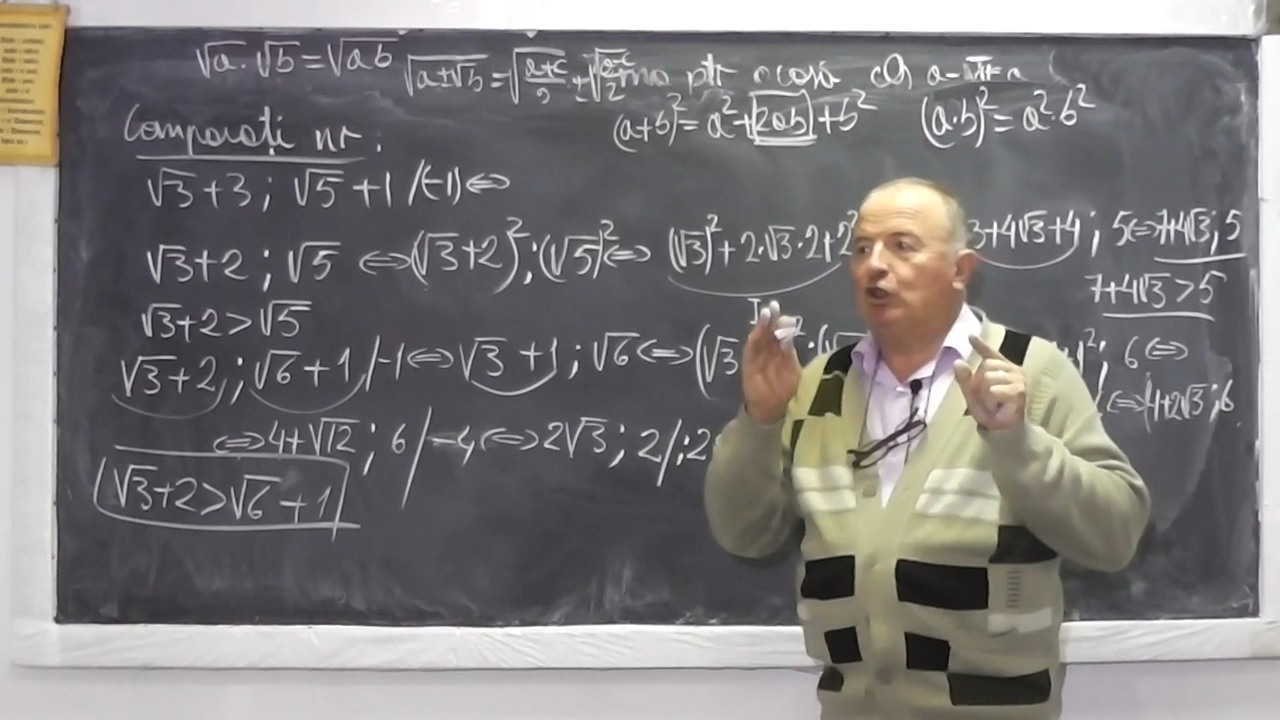 √a·√b=√ab √a±√b=√a+c/2±√a-c/2
(a+b)²=a²+2ab+b² (a·b)²=a²·b²
Comparați nr:
√3+3; √5+1 /(-1)⇔
√3+2; √5 ⇔(√3+2)²;(√5)²⇔ (√3)²+2·√3·2+2² 3+4√3+4; 5⇔7+4√3; 5
7+4√3>5
√3+2>√5
√3+2; √6+1/-1⇔√3+1; √6⇔(√3 ²; 6⇔
⇔4+2√3; 6
⇔4+√12; 6/-4⇔2√3; 2/:2
√3+2>√6+1